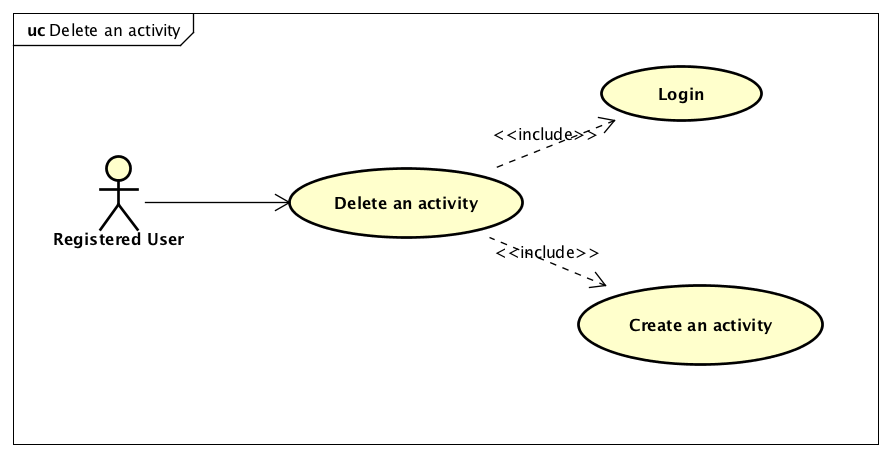 uc Delete an activity
Login
<<include>>
Delete an activity
Registered User
<<include>>
Create an activity